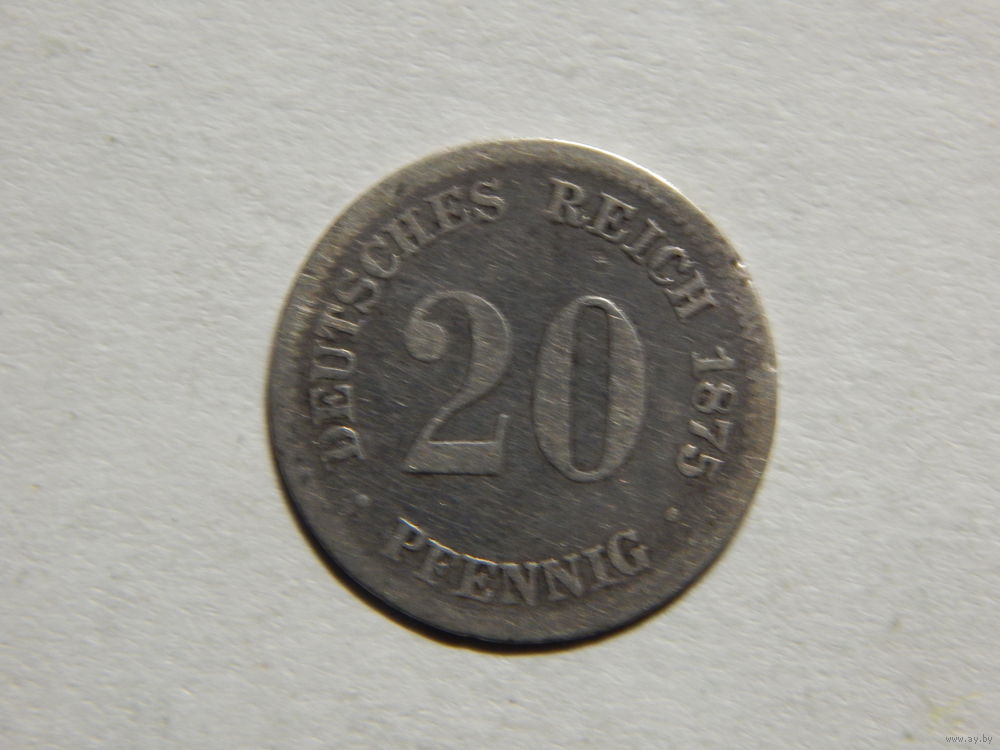 DEUTSCHES REICH 1875
20
PFENNIG
www.ay.by